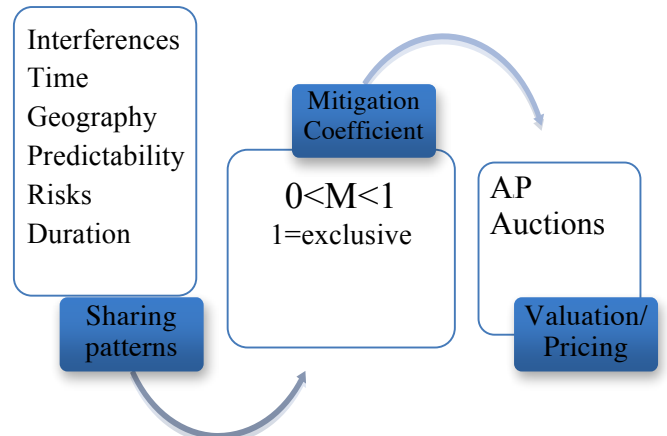 Interferences
Time
Geography
Predictability
Risks
Duration
Sharing
patterns
Mitigation
Coefficient
0<M<1
1=exclusive
AP
Auctions
Valuation/
Pricing